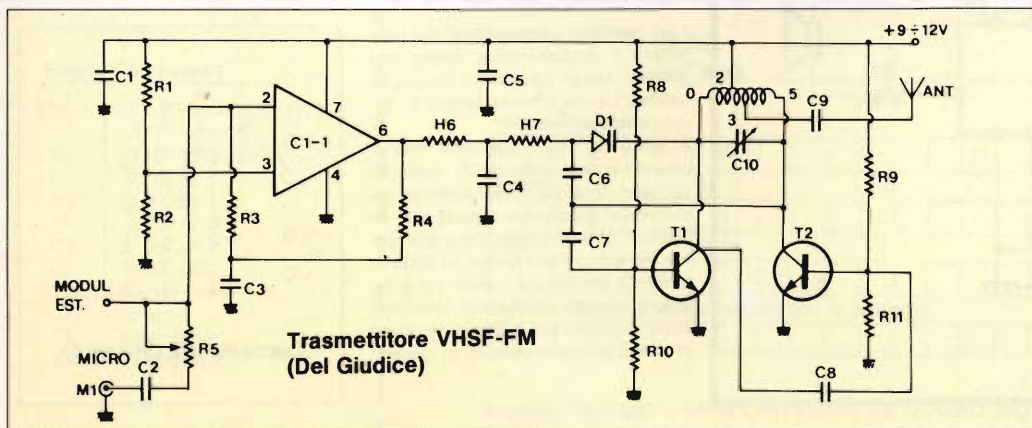 +9 ÷ 12V
C1
R1
C5
R8
2
0
5
C9
ANT.
3
C10
D1
2
7
6
C1-1
3
4
H6
H7
C4
C6
C7
R9
R2
R3
R4
C3
T1
T2
MODUL
EST.
R5
MICRO
M1
C2
R10
R11
C8
Trasmettitore VHSF-FM
(Del Giudice)